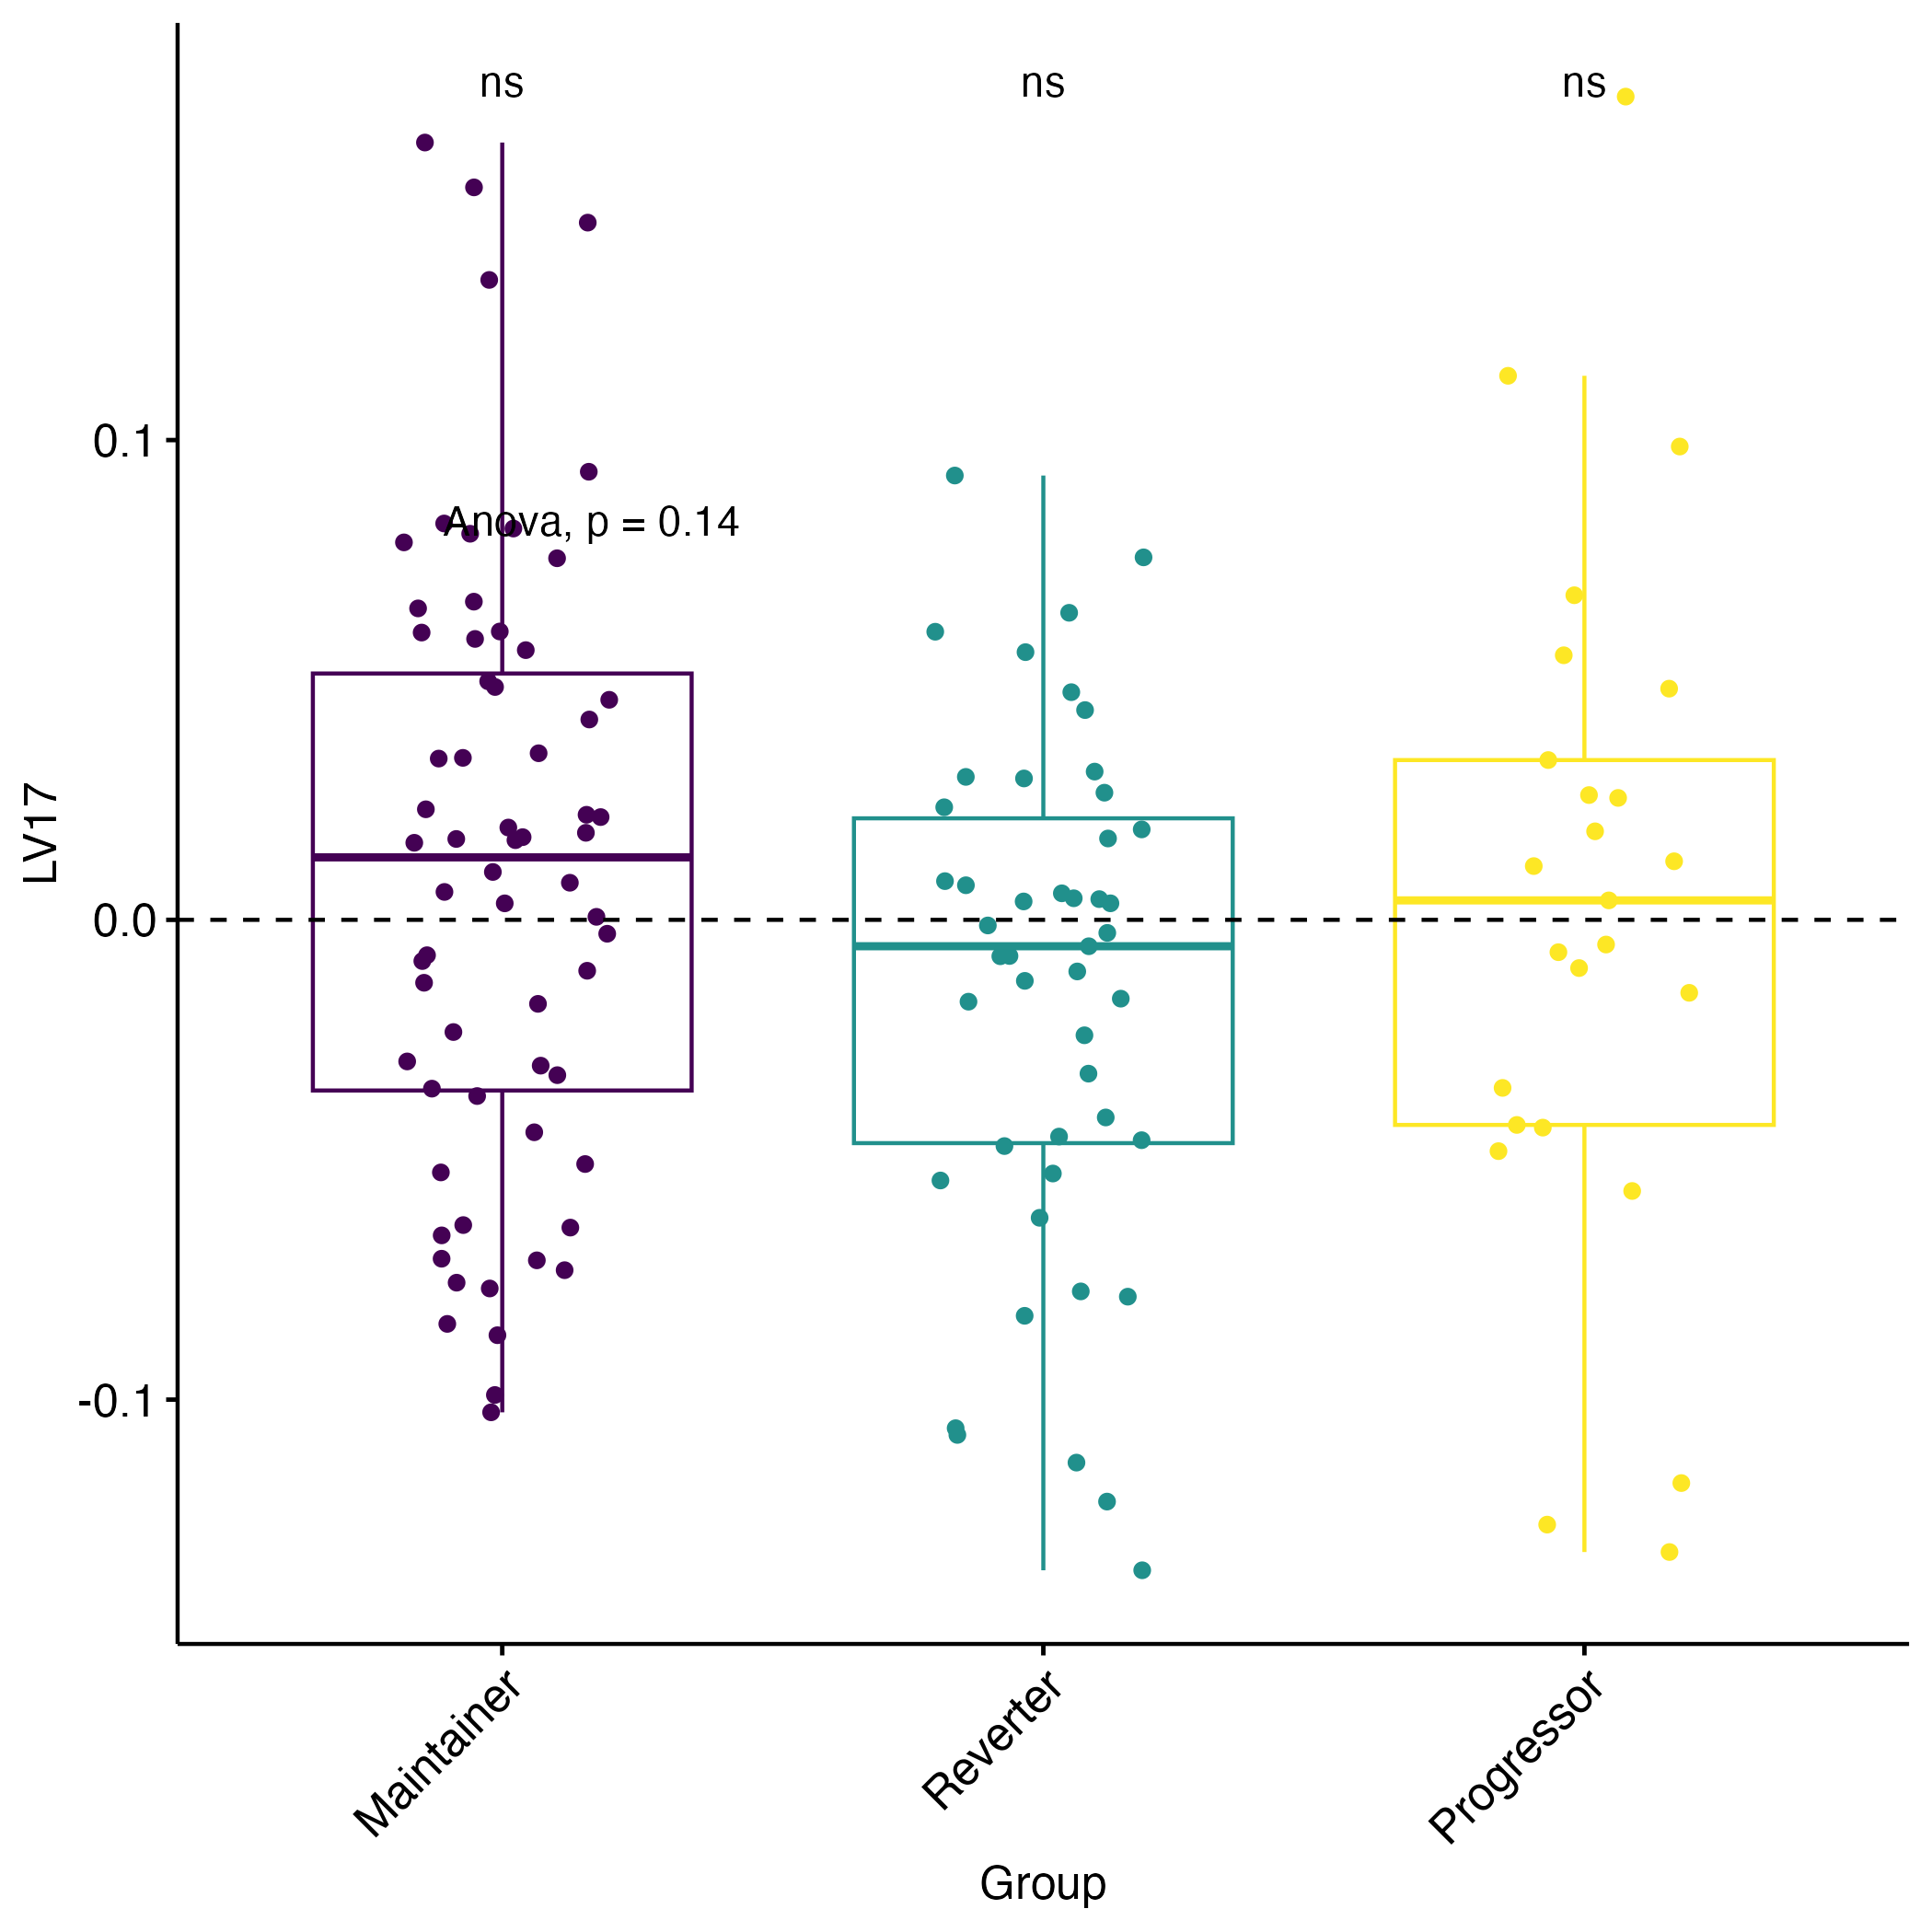 ns ns ns
Anova, p = 0.14
0.1
0.0
-0.1
LV17
Maintainer Reverter Progressor
Group